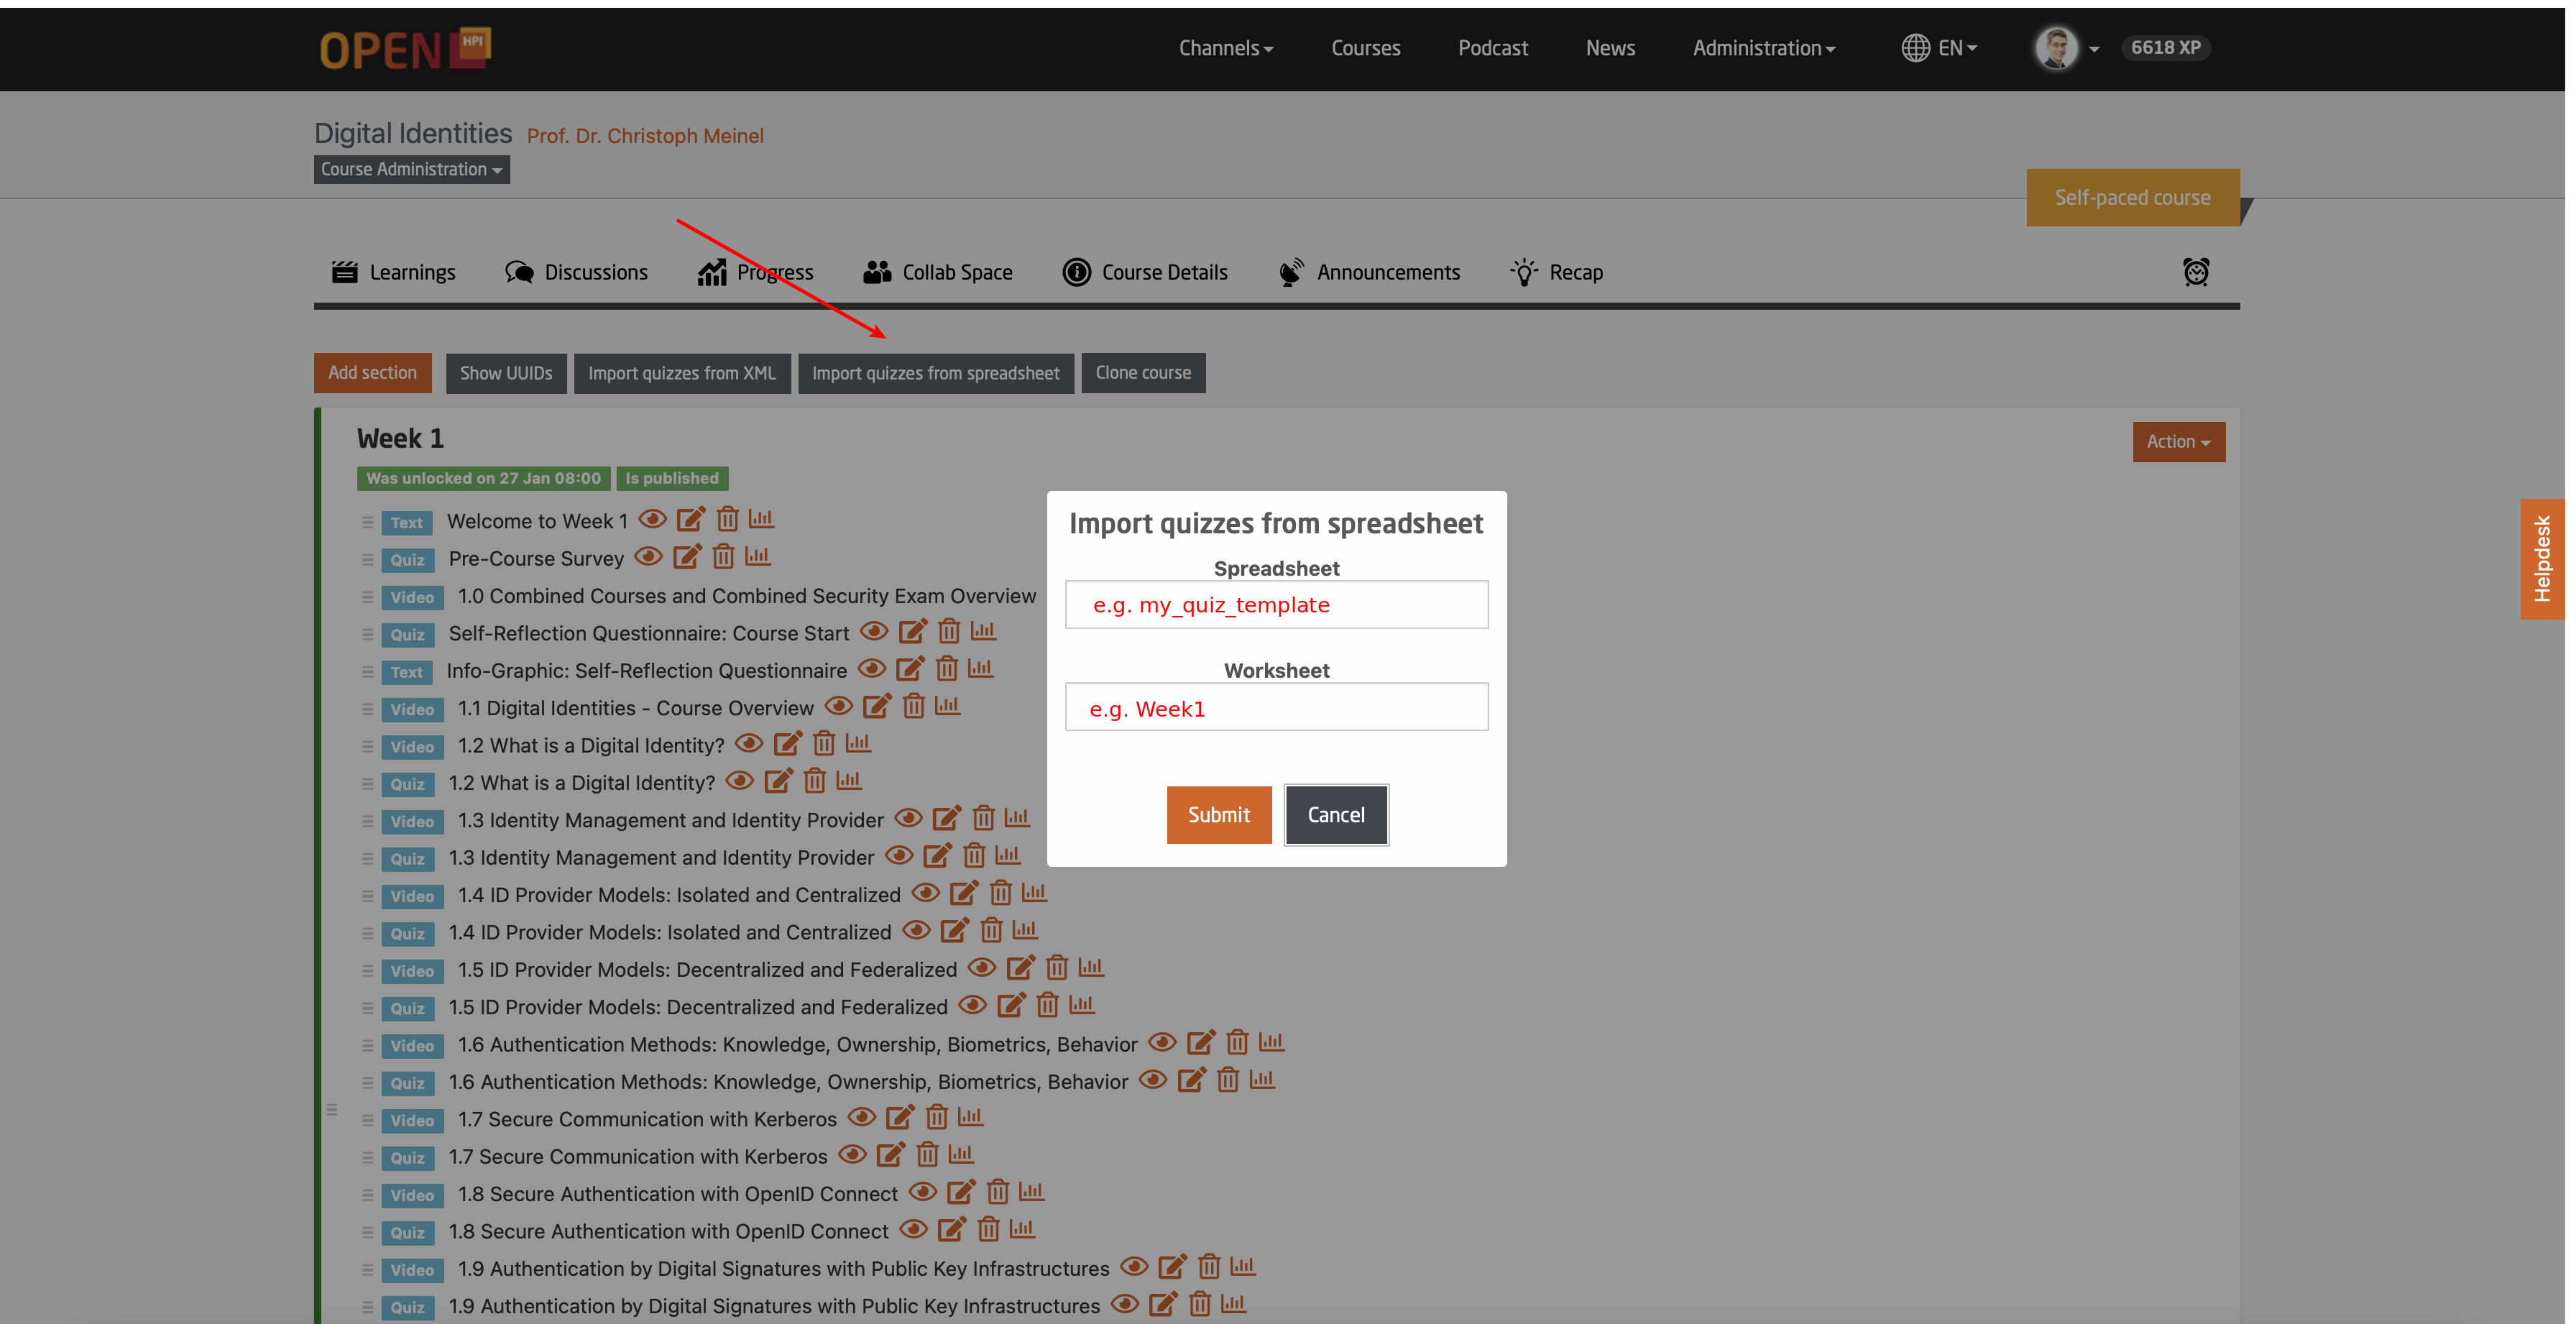 OPEN HPI
Channels Courses Podcast News Administration EN 6618 XP
Digital Identities Prof. Dr. Christoph Meinel
Course Administration
Self-paced course
Learnings Discussions Progress Collab Space Course Details Announcements Recap
Add section Show UUIDs Import quizzes from XML Import quizzes from spreadsheet Clone course
Week 1
Action
Was unlocked on 27 Jan 08:00 Is published
Text Welcome to Week 1
Quiz Pre-Course Survey
Video 1.0 Combined Courses and Combined Security Exam Overview
Quiz Self-Reflection Questionnaire: Course Start
Text Info-Graphic: Self-Reflection Questionnaire
Video 1.1 Digital Identities - Course Overview
Video 1.2 What is a Digital Identity?
Quiz 1.2 What is a Digital Identity?
Video 1.3 Identity Management and Identity Provider
Quiz 1.3 Identity Management and Identity Provider
Video 1.4 ID Provider Models: Isolated and Centralized
Quiz 1.4 ID Provider Models: Isolated and Centralized
Video 1.5 ID Provider Models: Decentralized and Federalized
Quiz 1.5 ID Provider Models: Decentralized and Federalized
Video 1.6 Authentication Methods: Knowledge, Ownership, Biometrics, Behavior
Quiz 1.6 Authentication Methods: Knowledge, Ownership, Biometrics, Behavior
Video 1.7 Secure Communication with Kerberos
Quiz 1.7 Secure Communication with Kerberos
Video 1.8 Secure Authentication with OpenID Connect
Quiz 1.8 Secure Authentication with OpenID Connect
Video 1.9 Authentication by Digital Signatures with Public Key Infrastructures
Quiz 1.9 Authentication by Digital Signatures with Public Key Infrastructures
Import quizzes from spreadsheet
Spreadsheet
e.g. my_quiz_template
Worksheet
e.g. Week1
Submit Cancel
Helpdesk